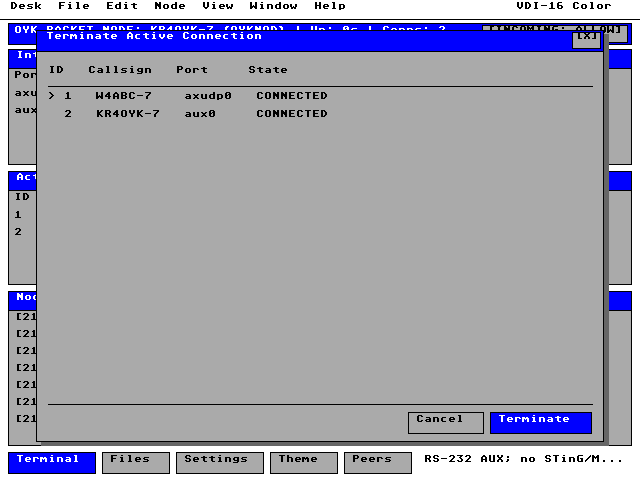 Desk File Edit Node View Window Help VDI-16 Color
OYK PACKET NODE: KR4OYK-7 (OYKNOD) | Up: 0s | Conns: 2 [INCOMING: ALLOW]
Terminate Active Connection [X]
Int
Por
axu
aux
ID Callsign Port State
> 1 W4ABC-7 axudp0 CONNECTED
2 KR4OYK-7 aux0 CONNECTED
Act
ID
1
2
Noc
[21
[21
[21
[21
[21
[21
[21
Cancel Terminate
Terminal Files Settings Theme Peers RS-232 AUX; no STinG/M...